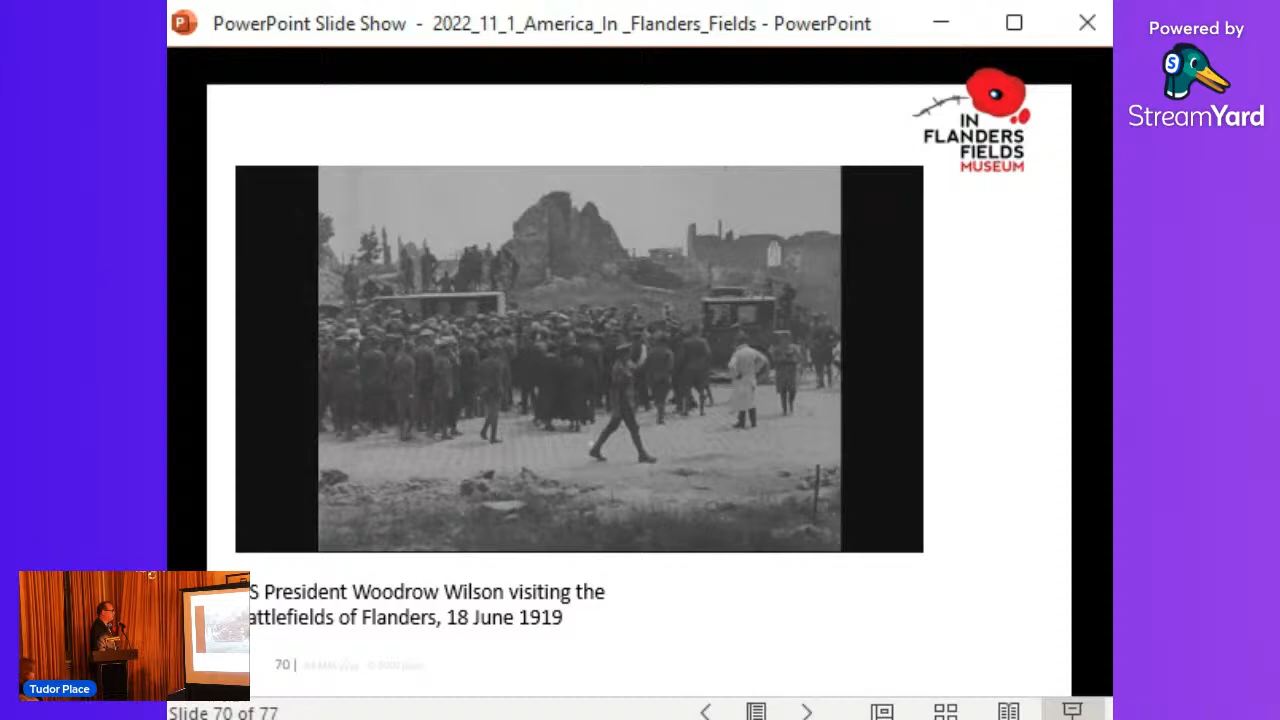 PowerPoint Slide Show - 2022_11_1_America_In _Flanders_Fields - PowerPoint
Powered by
StreamYard
IN
FLANDERS
FIELDS
MUSEUM
S President Woodrow Wilson visiting the
attlefields of Flanders, 18 June 1919
70 |
Tudor Place
Slide 70 of 77